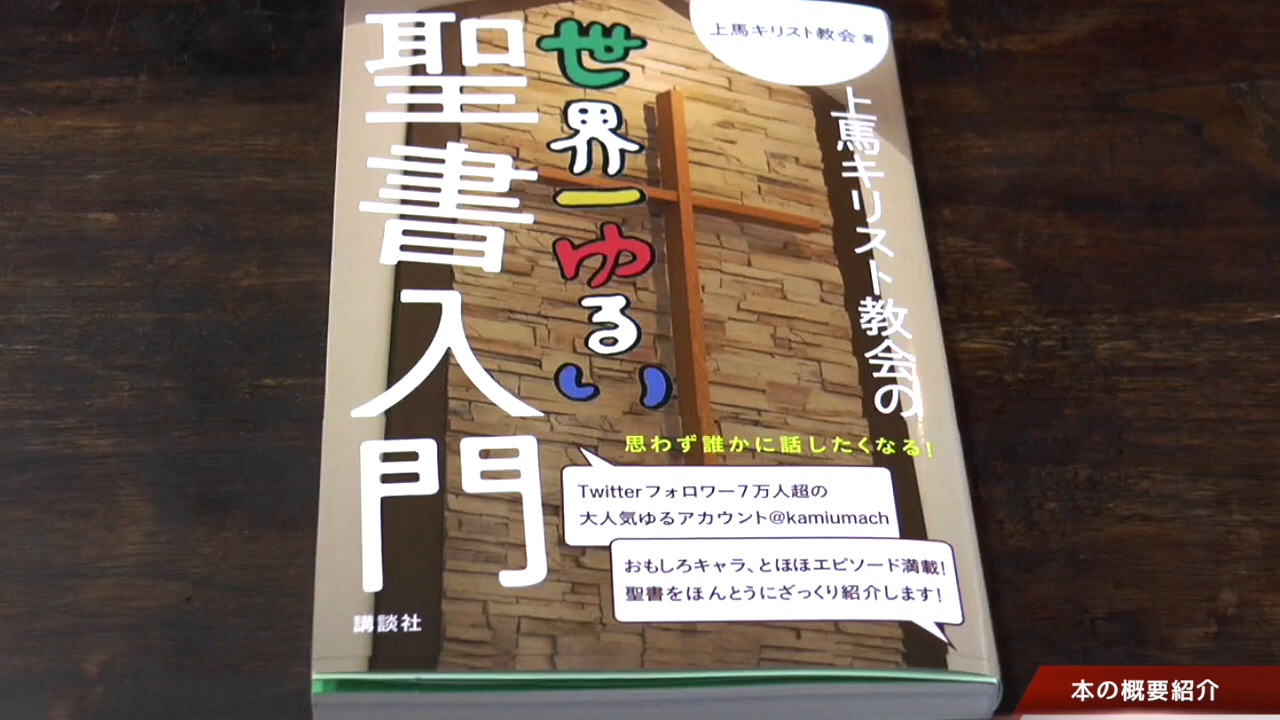 上馬キリスト教会 著
上馬キリスト教会の
世界一ゆるい
聖書入門
思わず誰かに話したくなる!
Twitterフォロワー7万人超の
大人気ゆるアカウント@kamiumach
おもしろキャラ、とほほエピソード満載!
聖書をほんとうにざっくり紹介します!
講談社
本の概要紹介